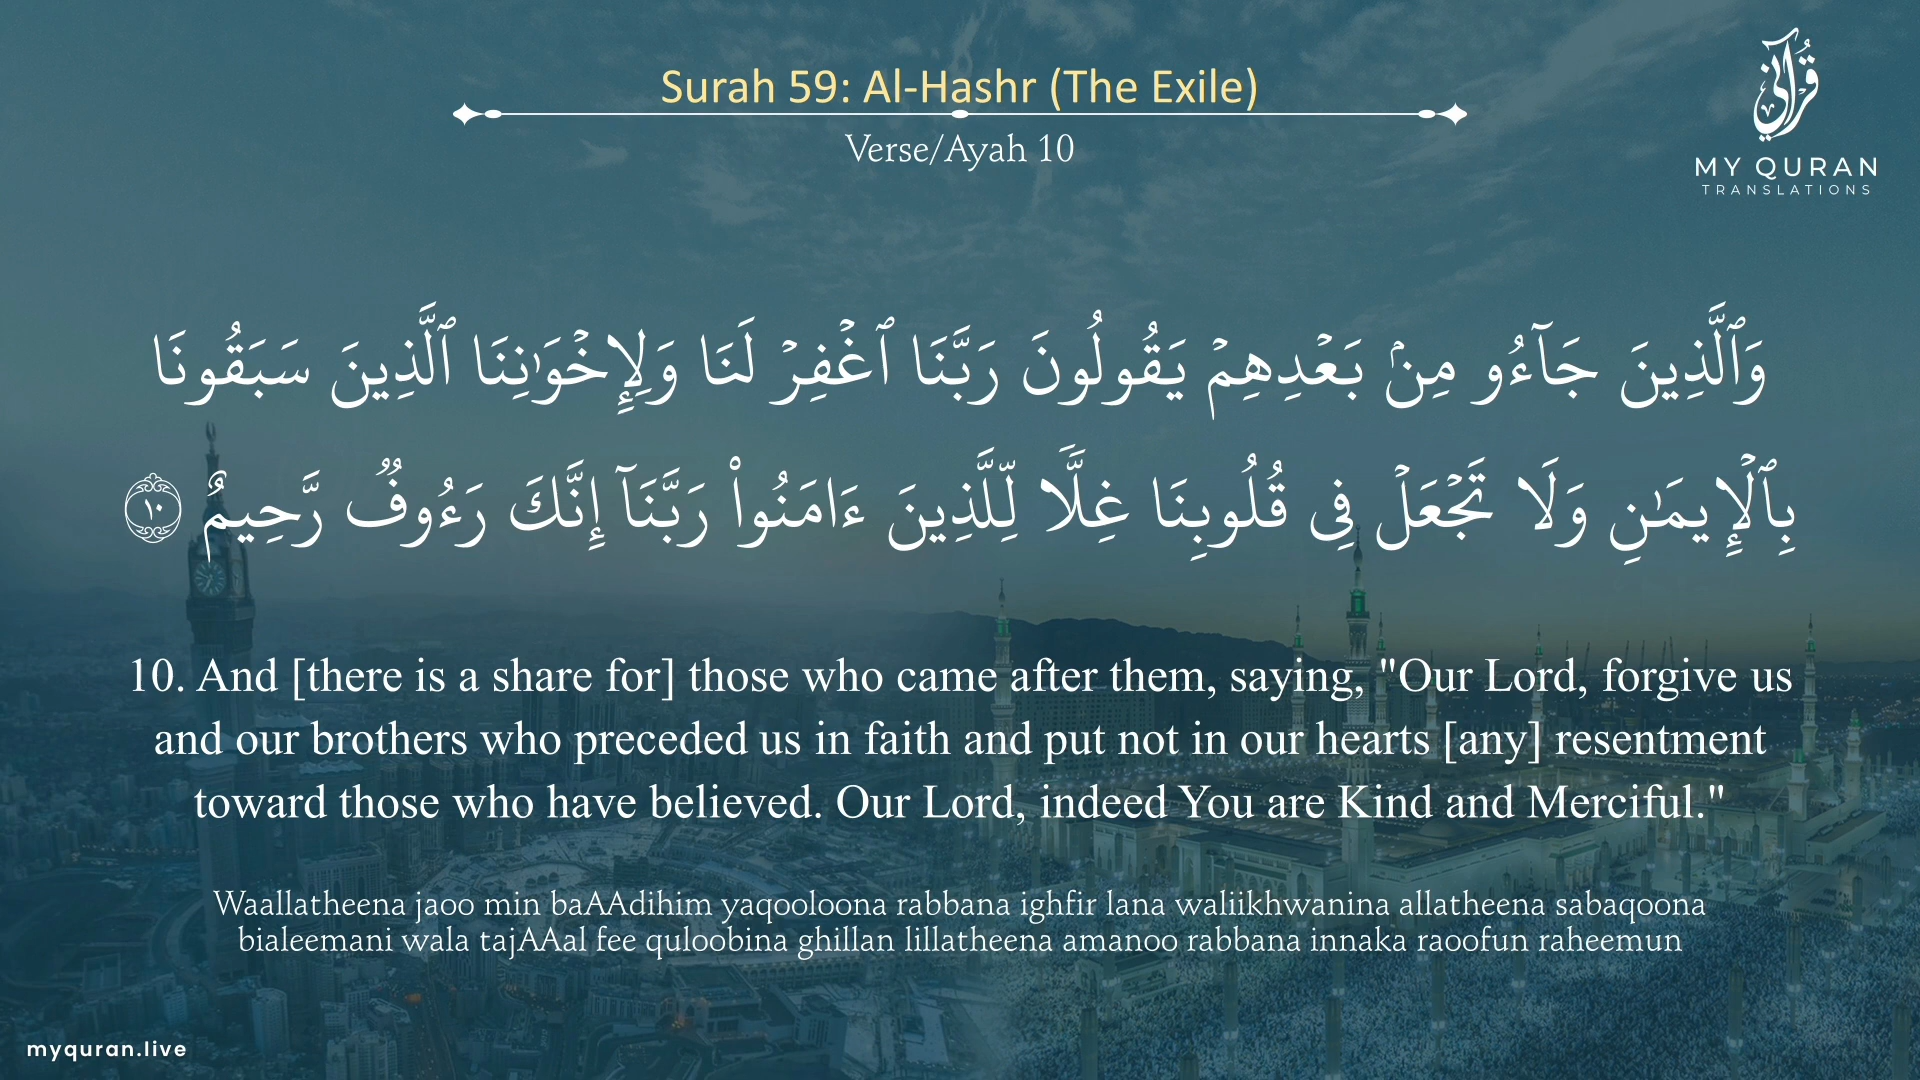 Surah 59: Al-Hashr (The Exile)
Verse/Ayah 10
قرآني
MY QURAN
TRANSLATIONS
وَٱلَّذِينَ جَآءُو مِنۢ بَعْدِهِمْ يَقُولُونَ رَبَّنَا ٱغْفِرْ لَنَا وَلِإِخْوَٰنِنَا ٱلَّذِينَ سَبَقُونَا
بِٱلْإِيمَٰنِ وَلَا تَجْعَلْ فِى قُلُوبِنَا غِلًّا لِّلَّذِينَ ءَامَنُوا۟ رَبَّنَآ إِنَّكَ رَءُوفٌ رَّحِيمٌ ١٠
10. And [there is a share for] those who came after them, saying, "Our Lord, forgive us
and our brothers who preceded us in faith and put not in our hearts [any] resentment
toward those who have believed. Our Lord, indeed You are Kind and Merciful."
Waallatheena jaoo min baAAdihim yaqooloona rabbana ighfir lana waliikhwanina allatheena sabaqoona
bialeemani wala tajAAal fee quloobina ghillan lillatheena amanoo rabbana innaka raoofun raheemun
myquran.live